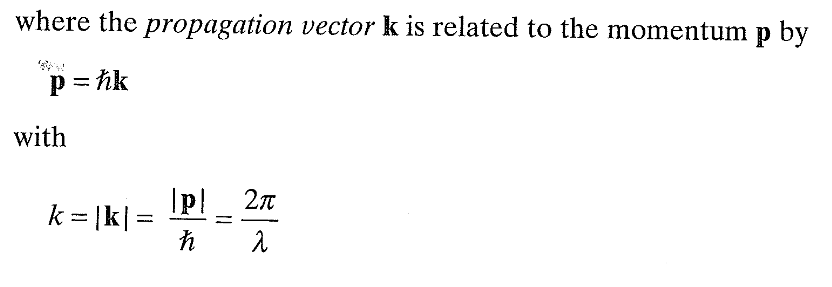 where the propagation vector k is related to the momentum p by
p = ℏk
with
k = |k| = |p| / ℏ = 2π / λ